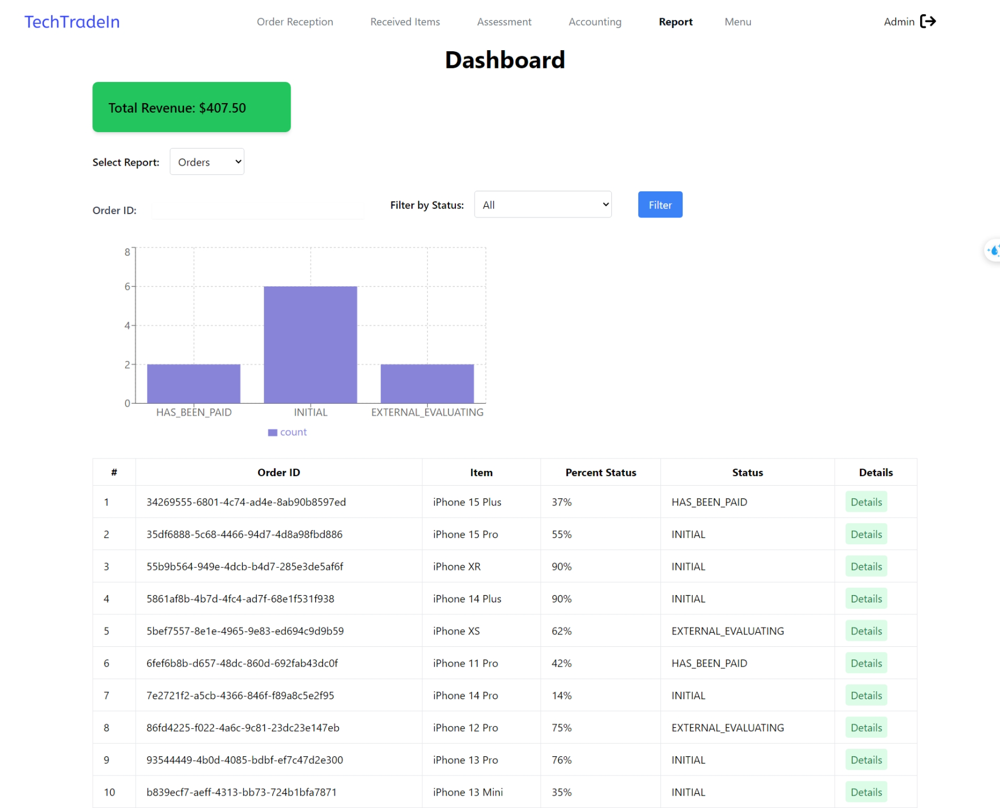 TechTradeIn Order Reception Received Items Assessment Accounting Report Menu Admin
Dashboard
Total Revenue: $407.50
Select Report: Orders
Order ID: Filter by Status: All Filter
8
6
4
2
0
HAS_BEEN_PAID INITIAL EXTERNAL_EVALUATING
count
# Order ID Item Percent Status Status Details
1 34269555-6801-4c74-ad4e-8ab90b8597ed iPhone 15 Plus 37% HAS_BEEN_PAID Details
2 35df6888-5c68-4466-94d7-4d8a98fbd886 iPhone 15 Pro 55% INITIAL Details
3 55b9b564-949e-4dcb-b4d7-285e3de5af6f iPhone XR 90% INITIAL Details
4 5861af8b-4b7d-4fc4-ad7f-68e1f531f938 iPhone 14 Plus 90% INITIAL Details
5 5bef7557-8e1e-4965-9e83-ed694c9d9b59 iPhone XS 62% EXTERNAL_EVALUATING Details
6 6fef6b8b-d657-48dc-860d-692fab43dc0f iPhone 11 Pro 42% HAS_BEEN_PAID Details
7 7e2721f2-a5cb-4366-846f-f89a8c5e2f95 iPhone 14 Pro 14% INITIAL Details
8 86fd4225-f022-4a6c-9c81-23dc23e147eb iPhone 12 Pro 75% EXTERNAL_EVALUATING Details
9 93544449-4b0d-4085-bdbf-ef7c47d2e300 iPhone 13 Pro 76% INITIAL Details
10 b839ecf7-aeff-4313-bb73-724b1bfa7871 iPhone 13 Mini 35% INITIAL Details